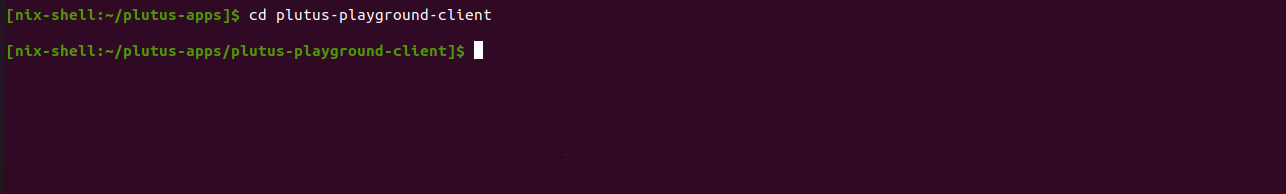 [nix-shell:~/plutus-apps]$ cd plutus-playground-client
[nix-shell:~/plutus-apps/plutus-playground-client]$